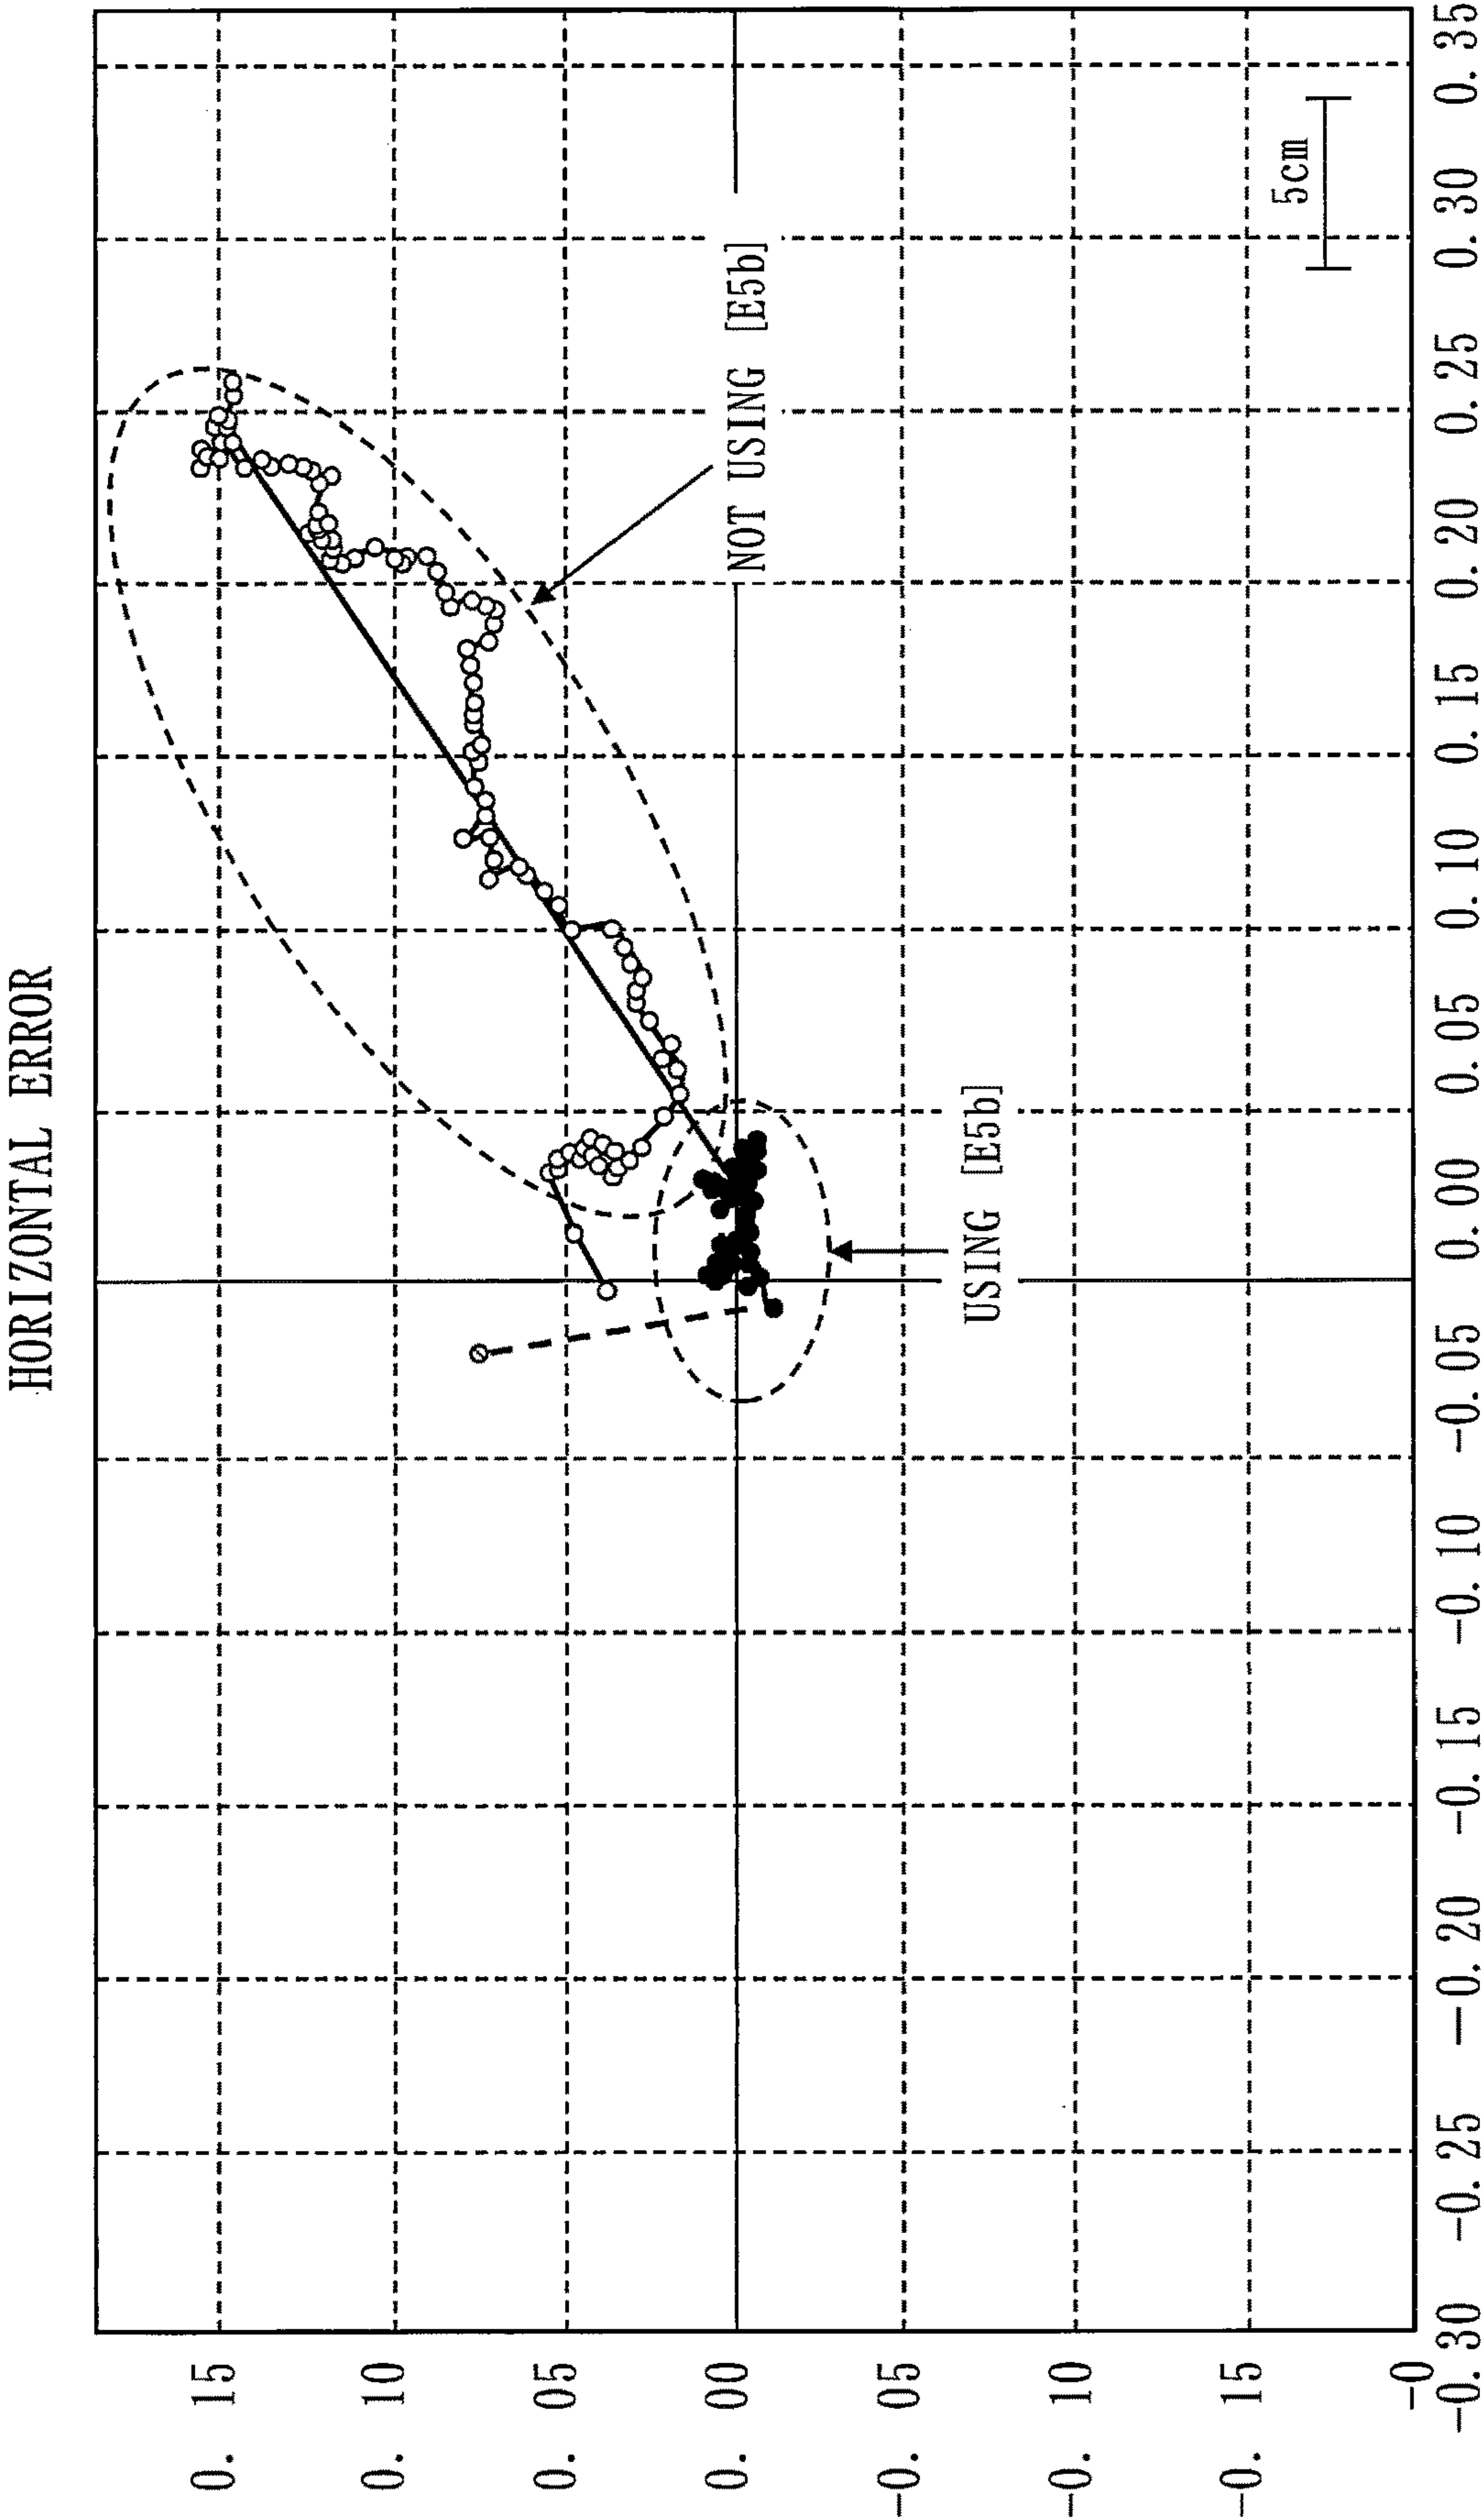 HORIZONTAL ERROR
0.15
0.10
0.05
0.00
-0.05
-0.10
-0.15
-0
NOT USING [E5b]
USING [E5b]
5cm
-0.30 -0.25 -0.20 -0.15 -0.10 -0.05 0.00 0.05 0.10 0.15 0.20 0.25 0.30 0.35